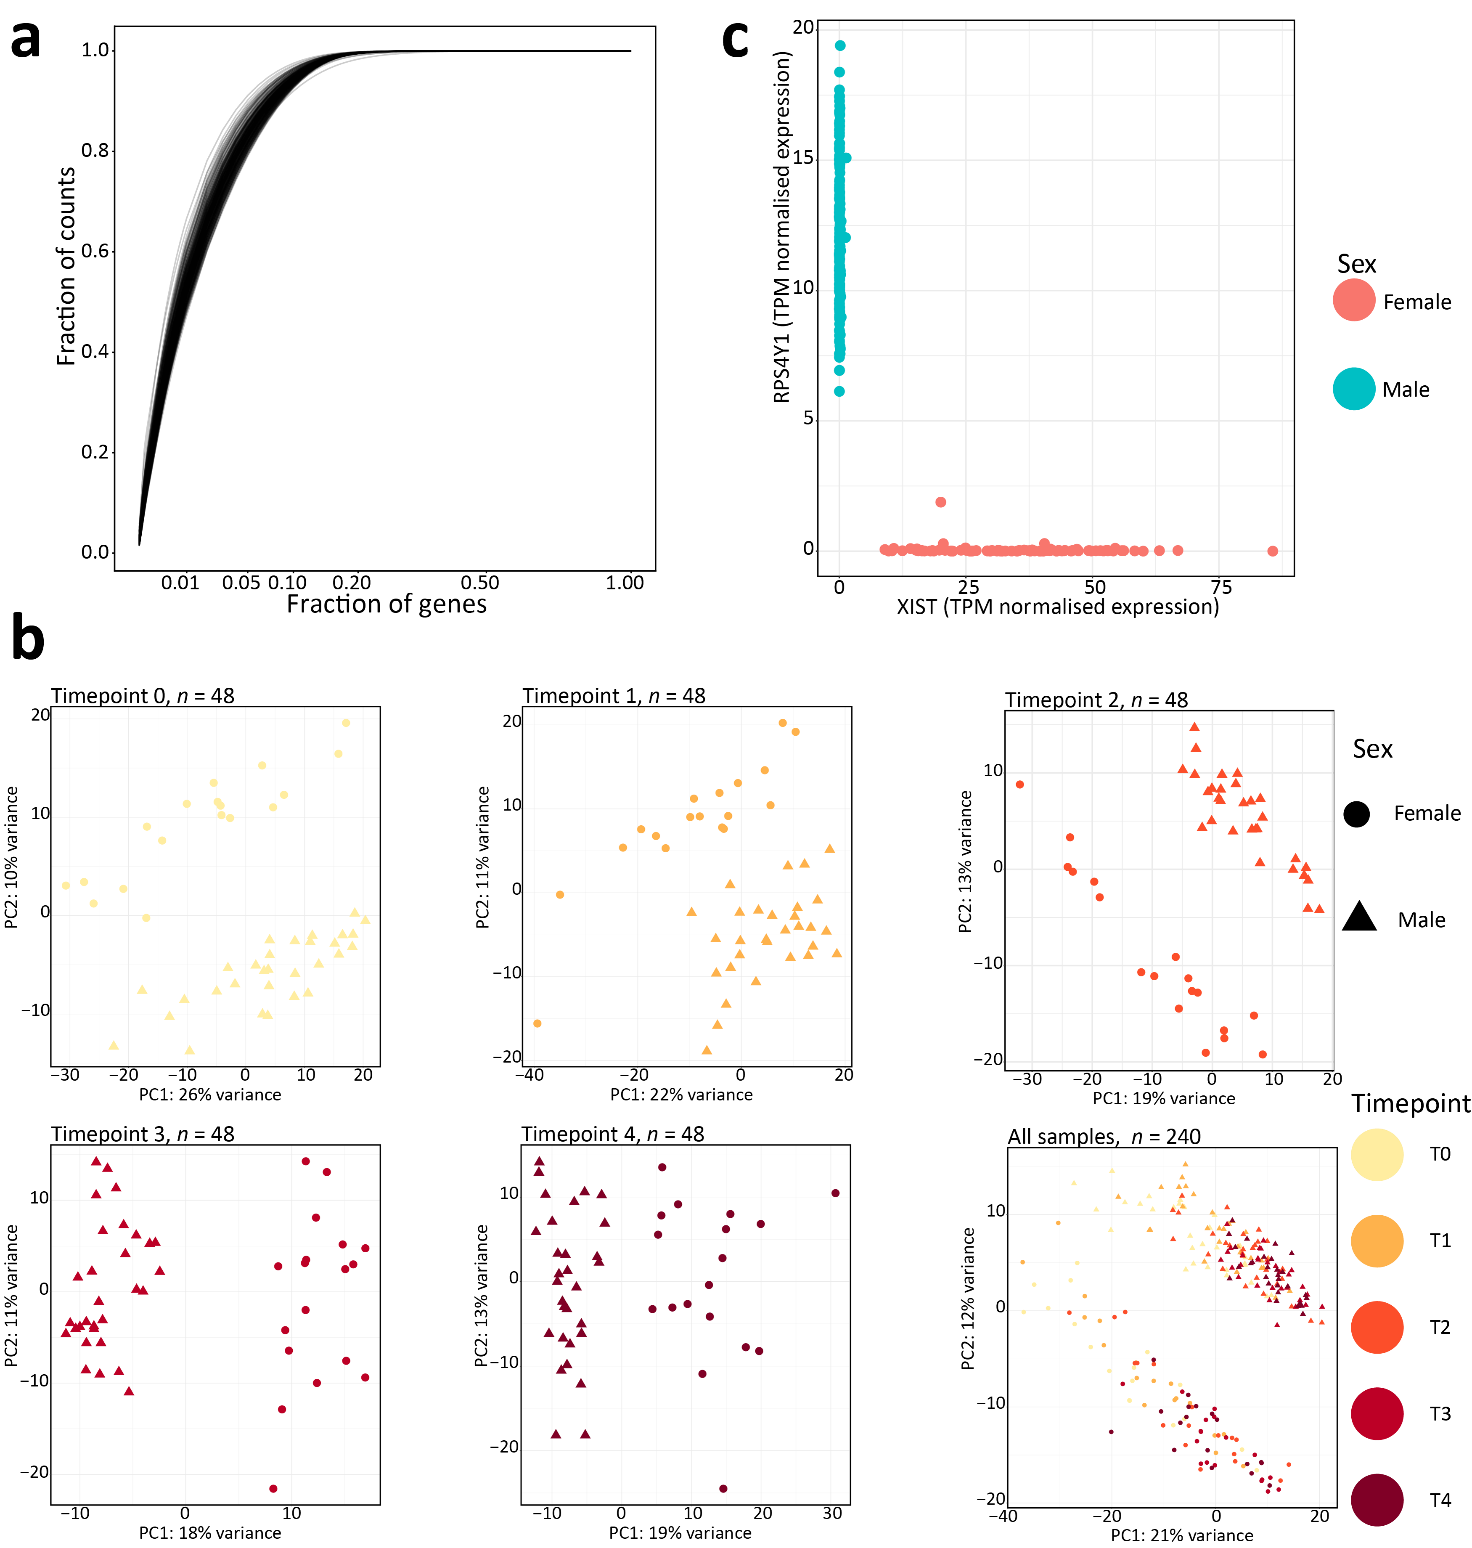 a
1.0
0.8
0.6
0.4
0.2
0.0
Fraction of counts
0.01 0.05 0.10 0.20 0.50 1.00
Fraction of genes
c
20
15
10
5
0
RPS4Y1 (TPM normalised expression)
0 25 50 75
XIST (TPM normalised expression)
Sex
Female
Male
b
Timepoint 0, n = 48
20
10
0
−10
PC2: 10% variance
−30 −20 −10 0 10 20
PC1: 26% variance
Timepoint 1, n = 48
20
10
0
−10
−20
PC2: 11% variance
−40 −20 0 20
PC1: 22% variance
Timepoint 2, n = 48
10
0
−10
−20
PC2: 13% variance
−30 −20 −10 0 10 20
PC1: 19% variance
Sex
Female
Male
Timepoint 3, n = 48
10
0
−10
−20
PC2: 11% variance
−10 0 10
PC1: 18% variance
Timepoint 4, n = 48
10
0
−10
−20
PC2: 13% variance
−10 0 10 20 30
PC1: 19% variance
All samples, n = 240
10
0
−10
−20
PC2: 12% variance
−40 −20 0 20
PC1: 21% variance
Timepoint
T0
T1
T2
T3
T4